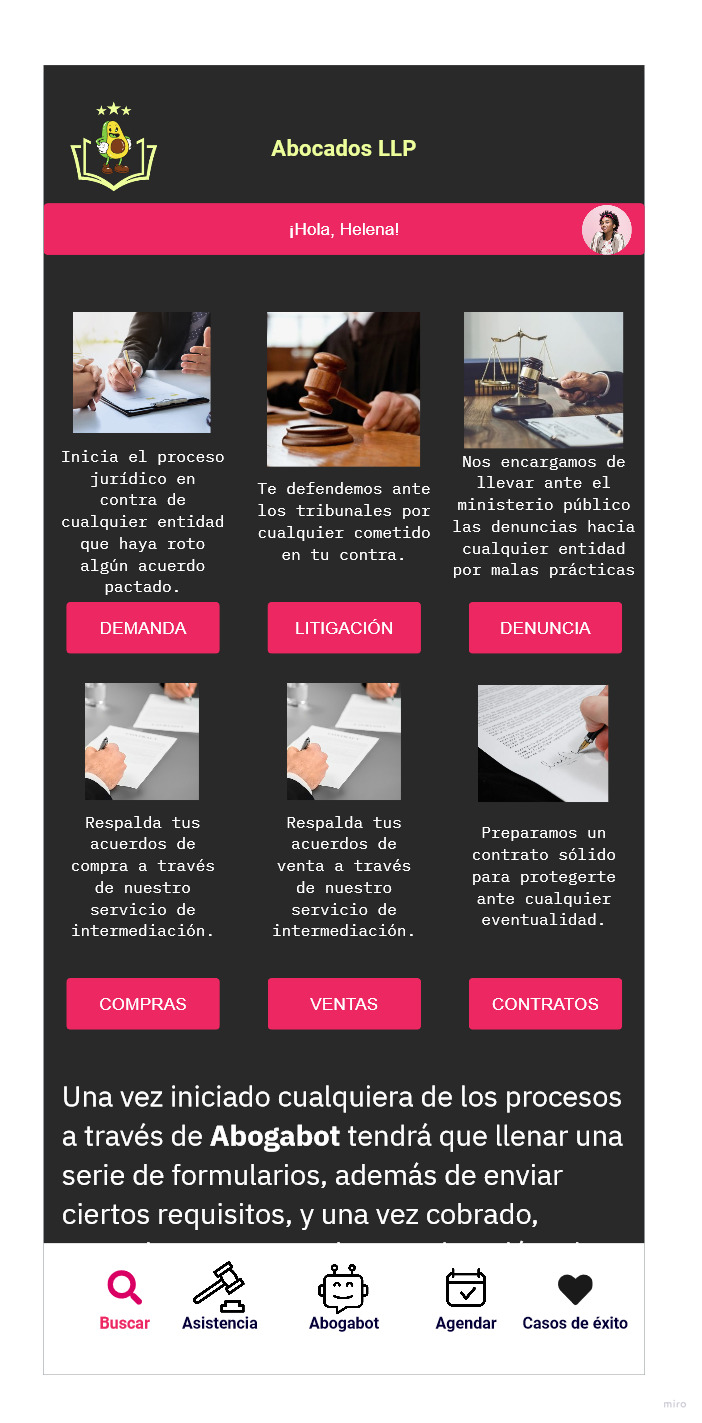 Abocados LLP
¡Hola, Helena!
Inicia el proceso
jurídico en
contra de
cualquier entidad
que haya roto
algún acuerdo
pactado.
Te defendemos ante
los tribunales por
cualquier cometido
en tu contra.
Nos encargamos de
llevar ante el
ministerio público
las denuncias hacia
cualquier entidad
por malas prácticas
DEMANDA
LITIGACIÓN
DENUNCIA
Respalda tus
acuerdos de
compra a través
de nuestro
servicio de
intermediación.
Respalda tus
acuerdos de
venta a través
de nuestro
servicio de
intermediación.
Preparamos un
contrato sólido
para protegerte
ante cualquier
eventualidad.
COMPRAS
VENTAS
CONTRATOS
Una vez iniciado cualquiera de los procesos
a través de Abogabot tendrá que llenar una
serie de formularios, además de enviar
ciertos requisitos, y una vez cobrado,
Buscar
Asistencia
Abogabot
Agendar
Casos de éxito
miro